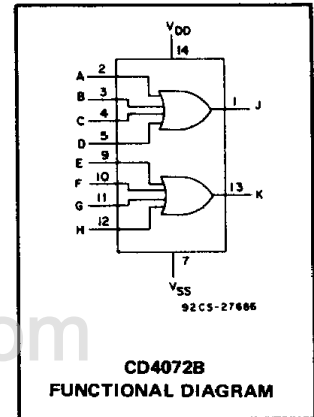 VDD
14
A 2
B 3
C 4
D 5
1 J
E 9
F 10
G 11
H 12
13 K
7
VSS
92CS-27686
om
CD4072B
FUNCTIONAL DIAGRAM